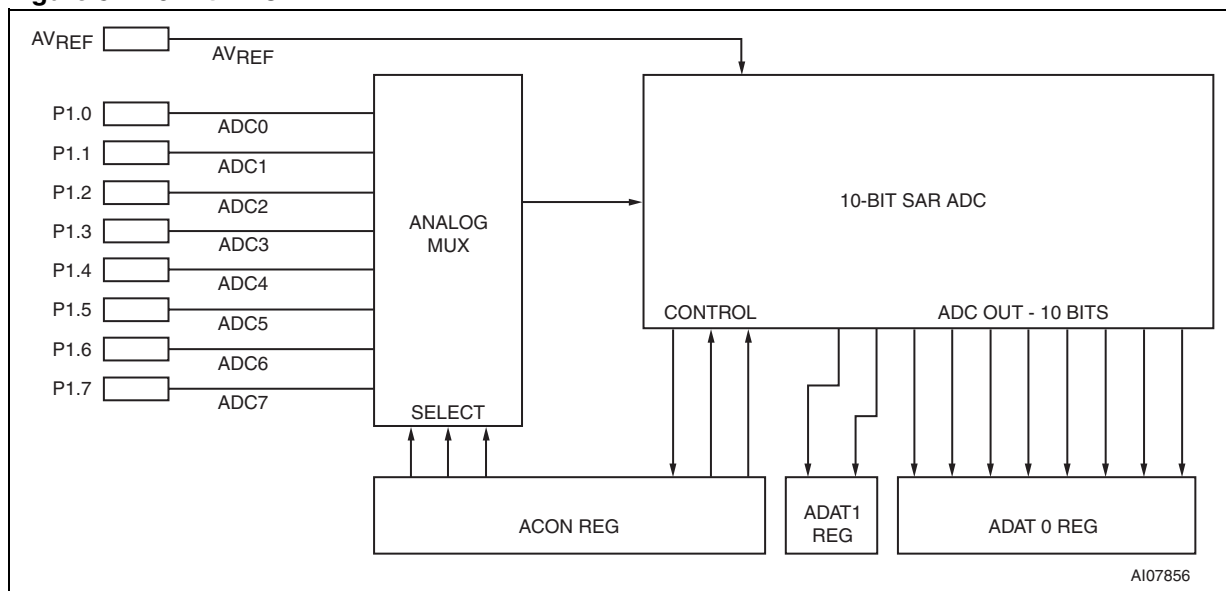 AVREF
AVREF
P1.0
ADC0
P1.1
ADC1
P1.2
ADC2
P1.3
ADC3
P1.4
ADC4
P1.5
ADC5
P1.6
ADC6
P1.7
ADC7
ANALOG
MUX
SELECT
10-BIT SAR ADC
CONTROL
ADC OUT - 10 BITS
ACON REG
ADAT1
REG
ADAT 0 REG
AI07856